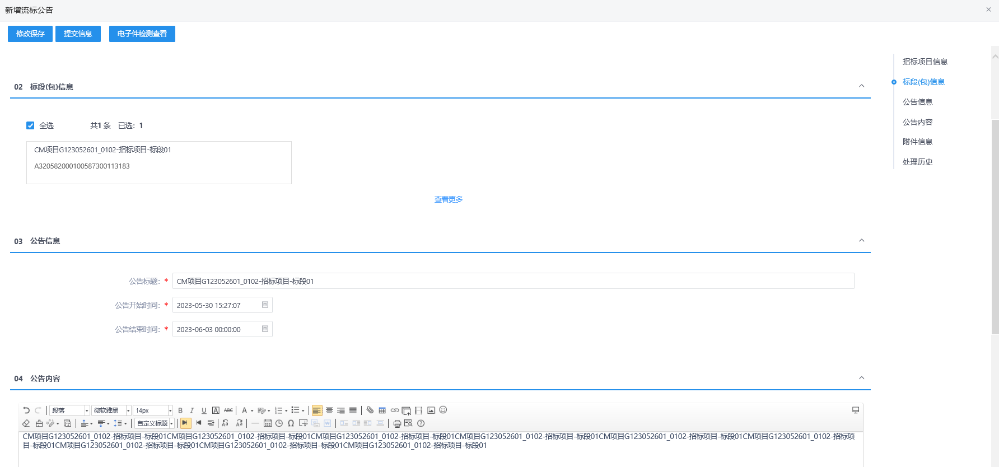 新增流标公告
修改保存 提交信息 电子件检测查看
招标项目信息
标段(包)信息
公告信息
公告内容
附件信息
处理历史
02 标段(包)信息
全选 共1 条 已选：1
CM项目G123052601_0102-招标项目-标段01
A320582000100587300113183
查看更多
03 公告信息
公告标题：* CM项目G123052601_0102-招标项目-标段01
公告开始时间：* 2023-05-30 15:27:07
公告结束时间：* 2023-06-03 00:00:00
04 公告内容
段落 微软雅黑 14px B I U A ABC A
自定义标题
CM项目G123052601_0102-招标项目-标段01CM项目G123052601_0102-招标项目-标段01CM项目G123052601_0102-招标项目-标段01CM项目G123052601_0102-招标项目-标段01CM项目G123052601_0102-招标项目-标段01CM项目G123052601_0102-招标项
目-标段01CM项目G123052601_0102-招标项目-标段01CM项目G123052601_0102-招标项目-标段01CM项目G123052601_0102-招标项目-标段01